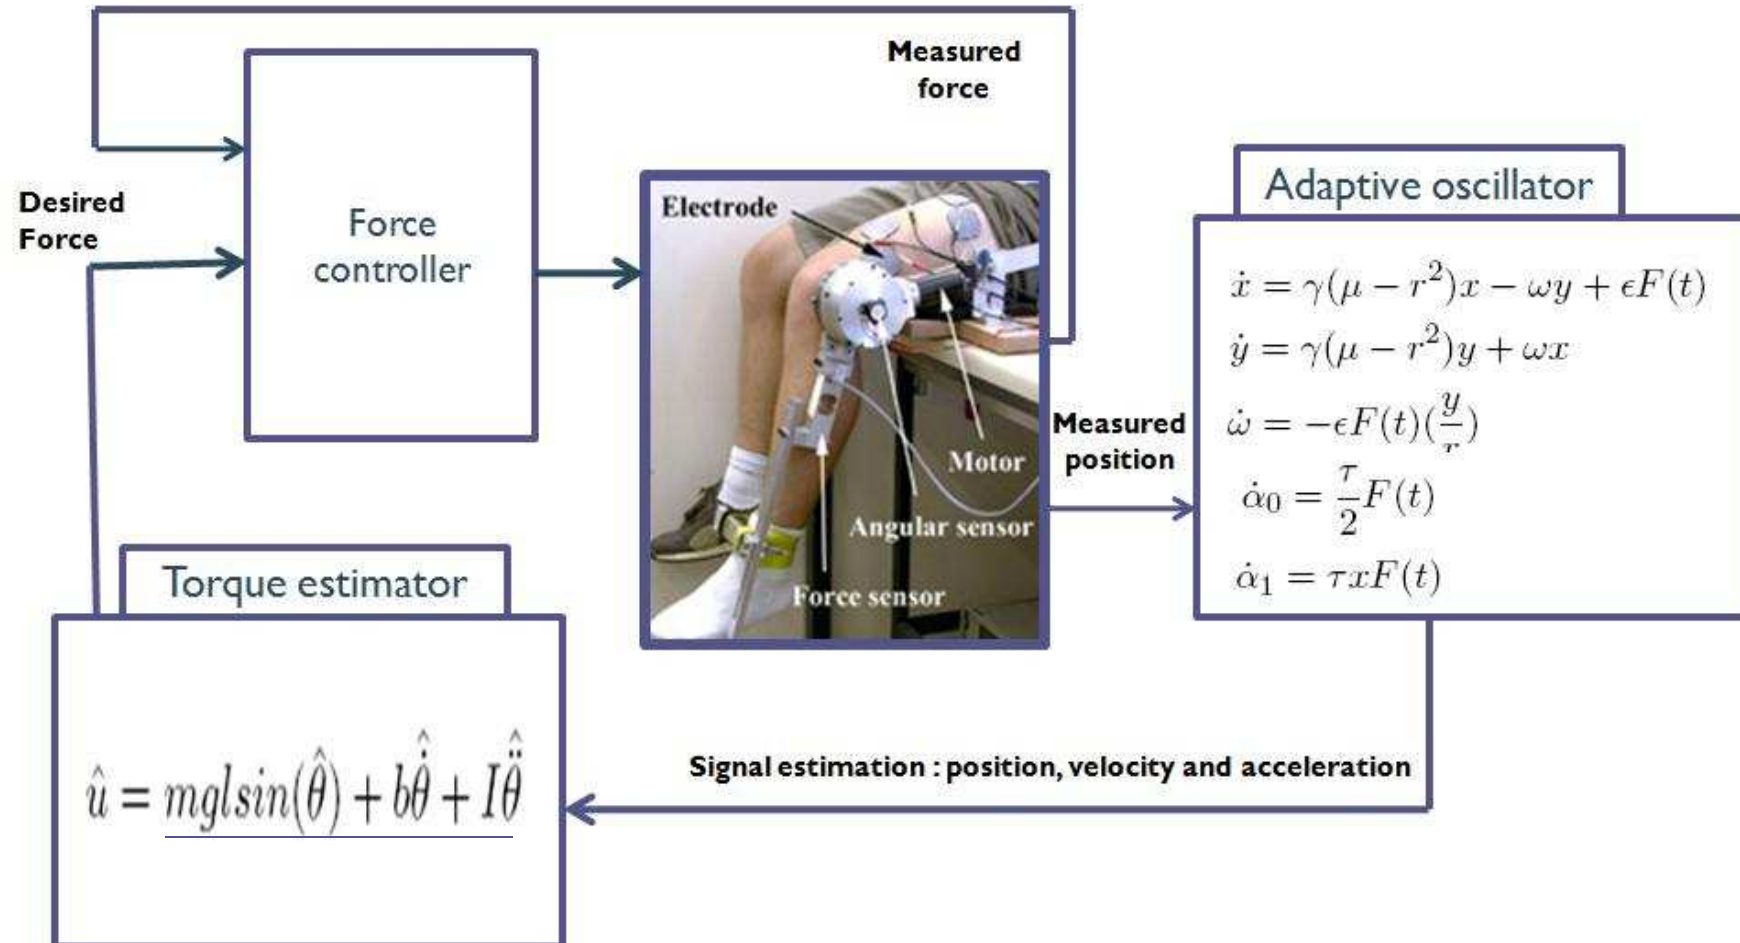 Measured
force
Desired
Force
Force
controller
Electrode
Motor
Angular sensor
Force sensor
Measured
position
Adaptive oscillator
ẋ = γ(μ − r²)x − ωy + ϵF(t)
ẏ = γ(μ − r²)y + ωx
ω̇ = −ϵF(t)(y/r)
α̇₀ = τ/2 F(t)
α̇₁ = τxF(t)
Torque estimator
û = mglsin(θ̂) + bθ̇̂ + Iθ̈̂
Signal estimation : position, velocity and acceleration